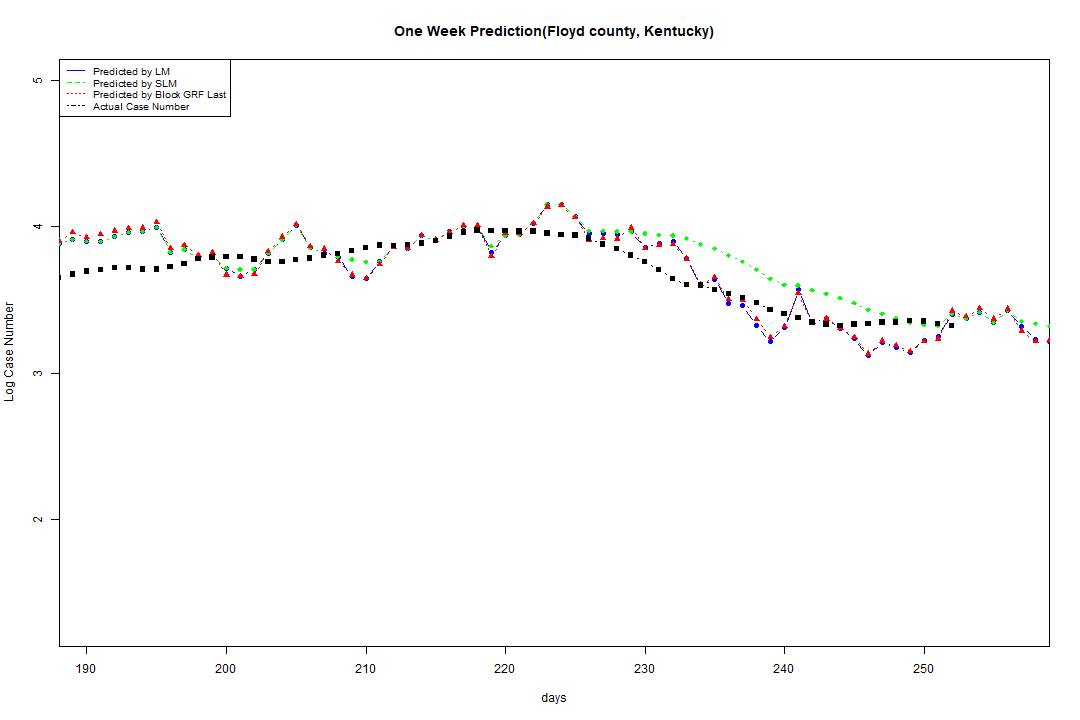 One Week Prediction(Floyd county, Kentucky)
Predicted by LM
Predicted by SLM
Predicted by Block GRF Last
Actual Case Number
5
4
3
2
Log Case Number
190 200 210 220 230 240 250
days